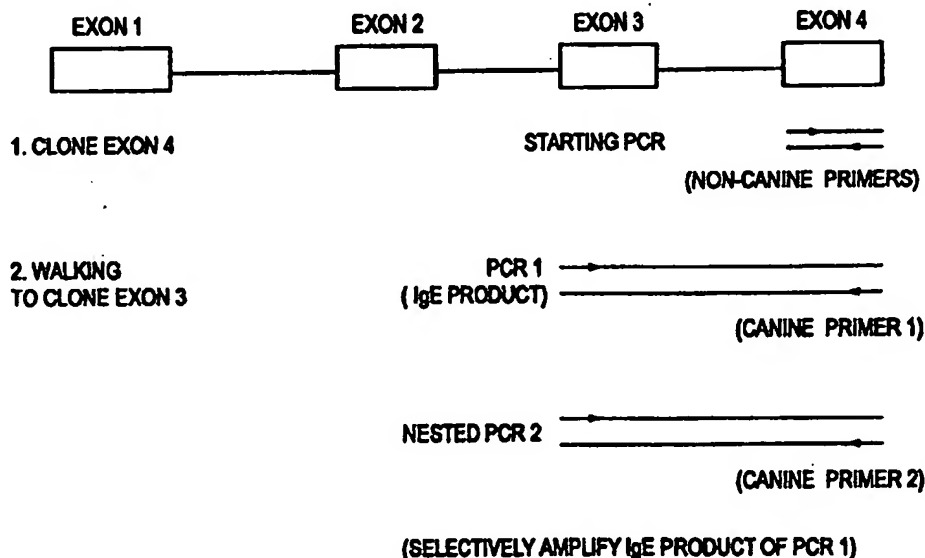 EXON 1 EXON 2 EXON 3 EXON 4
1. CLONE EXON 4 STARTING PCR
(NON-CANINE PRIMERS)
2. WALKING PCR 1
TO CLONE EXON 3 (IgE PRODUCT)
(CANINE PRIMER 1)
NESTED PCR 2
(CANINE PRIMER 2)
(SELECTIVELY AMPLIFY IgE PRODUCT OF PCR 1)